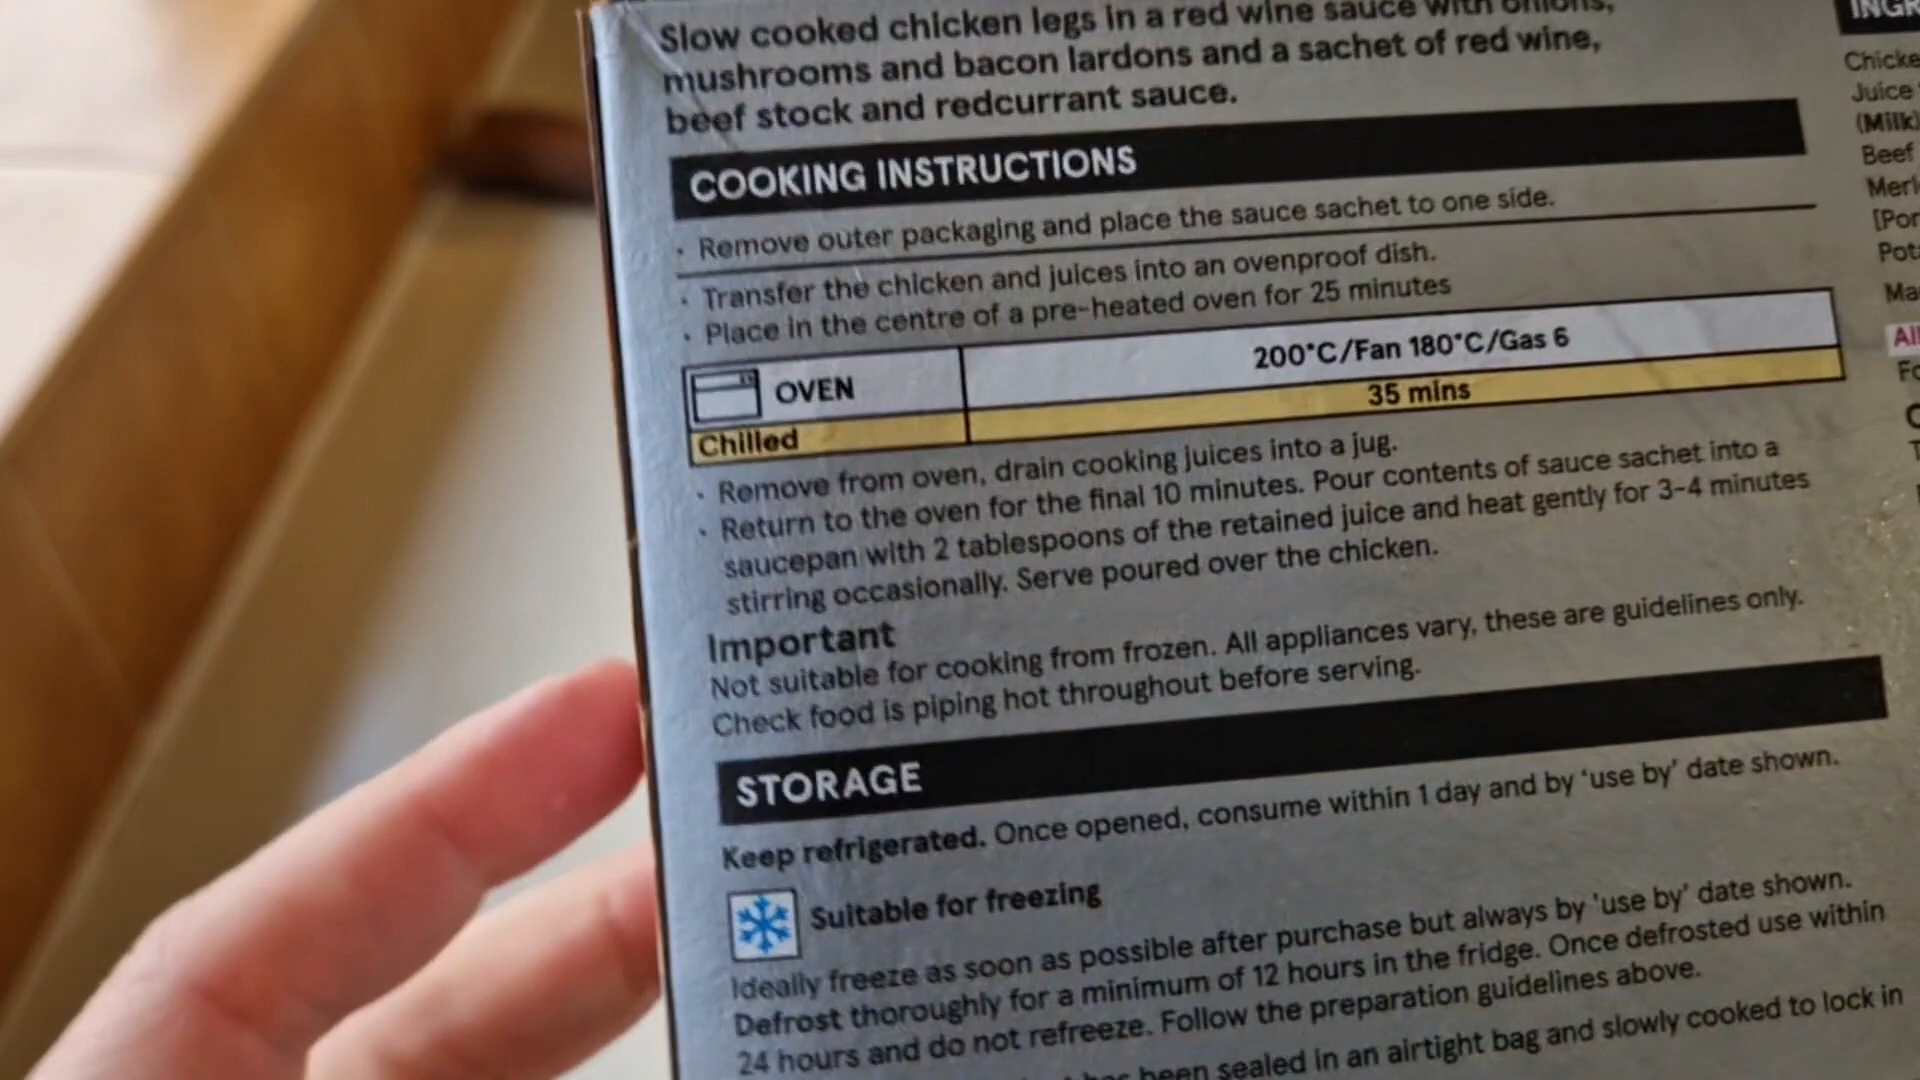 Slow cooked chicken legs in a red wine sauce with onions,
mushrooms and bacon lardons and a sachet of red wine,
beef stock and redcurrant sauce.
COOKING INSTRUCTIONS
· Remove outer packaging and place the sauce sachet to one side.
· Transfer the chicken and juices into an ovenproof dish.
· Place in the centre of a pre-heated oven for 25 minutes
OVEN 200°C/Fan 180°C/Gas 6
Chilled 35 mins
· Remove from oven, drain cooking juices into a jug.
· Return to the oven for the final 10 minutes. Pour contents of sauce sachet into a
saucepan with 2 tablespoons of the retained juice and heat gently for 3-4 minutes
stirring occasionally. Serve poured over the chicken.
Important
Not suitable for cooking from frozen. All appliances vary, these are guidelines only.
Check food is piping hot throughout before serving.
STORAGE
Keep refrigerated. Once opened, consume within 1 day and by 'use by' date shown.
Suitable for freezing
Ideally freeze as soon as possible after purchase but always by 'use by' date shown.
Defrost thoroughly for a minimum of 12 hours in the fridge. Once defrosted use within
24 hours and do not refreeze. Follow the preparation guidelines above.
been sealed in an airtight bag and slowly cooked to lock in
Juice
(Milk)
Beef